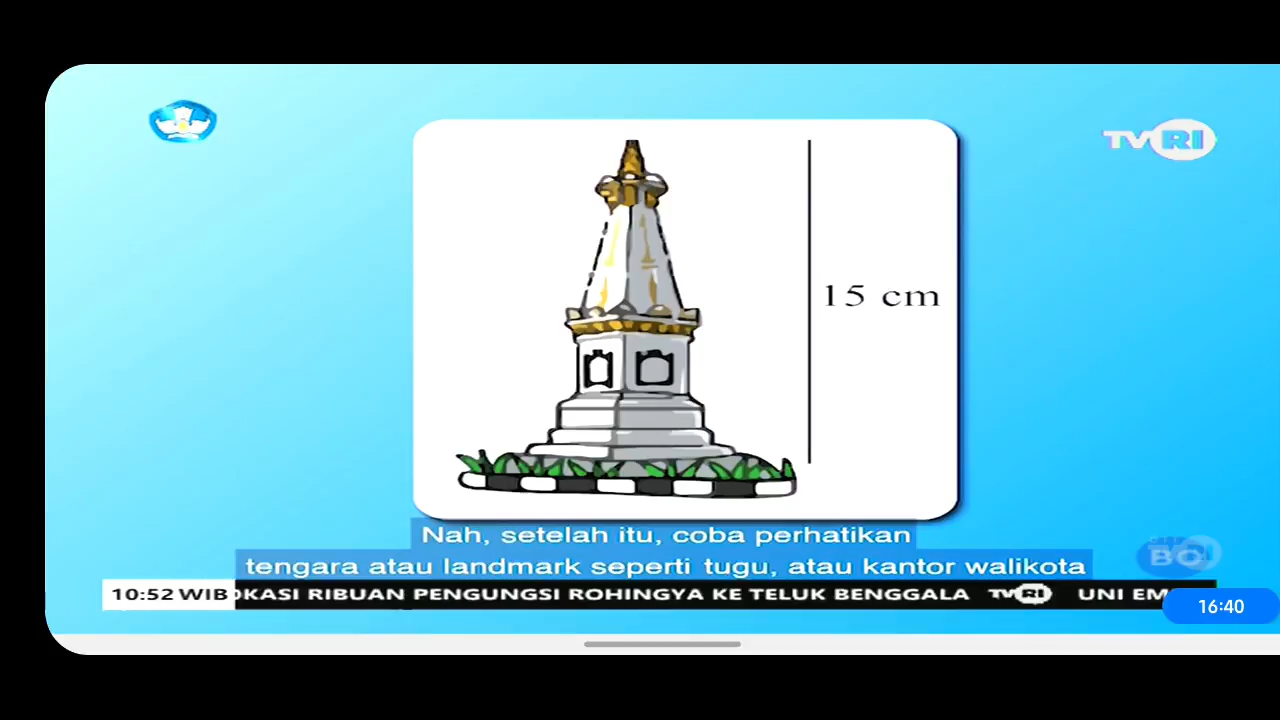 TVRI
15 cm
Nah, setelah itu, coba perhatikan
tengara atau landmark seperti tugu, atau kantor walikota
10:52 WIB OKASI RIBUAN PENGUNGSI ROHINGYA KE TELUK BENGGALA TVRI UNI EM
16:40